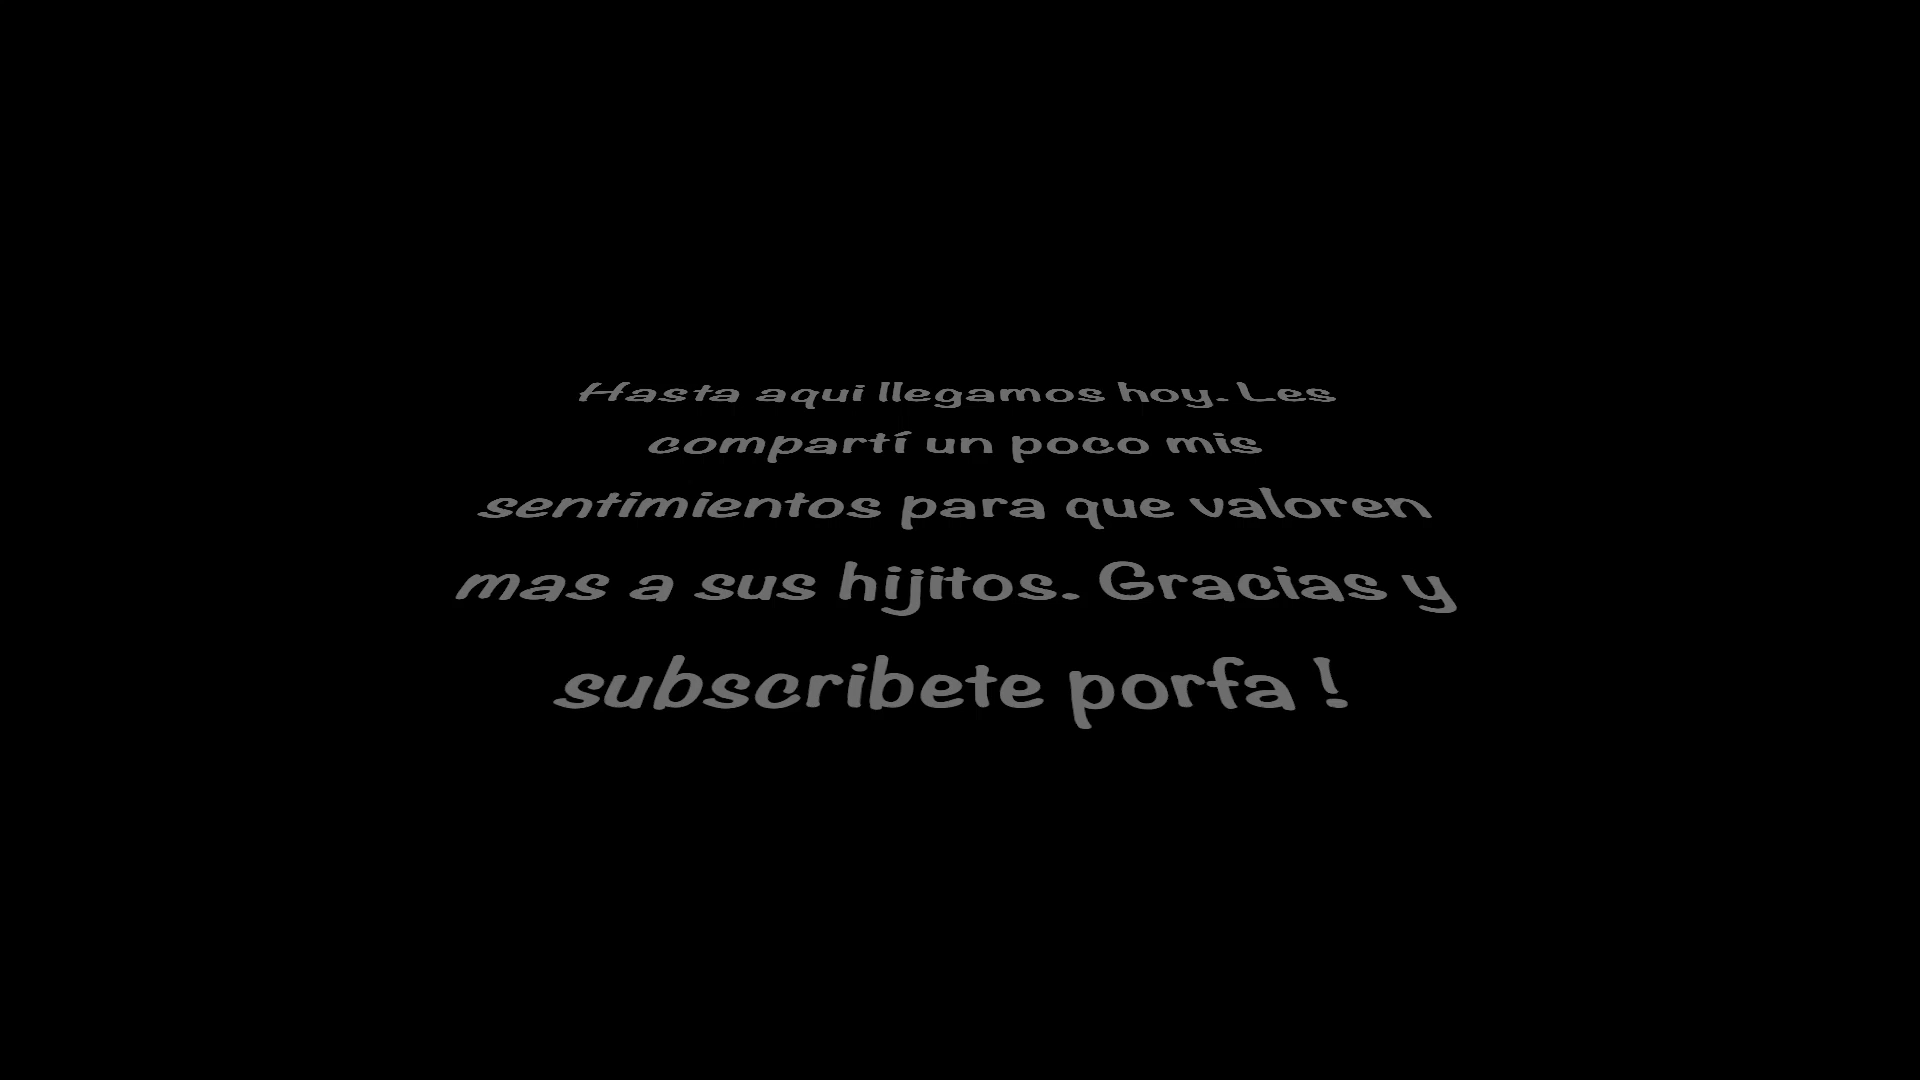 Hasta aqui llegamos hoy. Les
compartí un poco mis
sentimientos para que valoren
mas a sus hijitos. Gracias y
subscribete porfa !